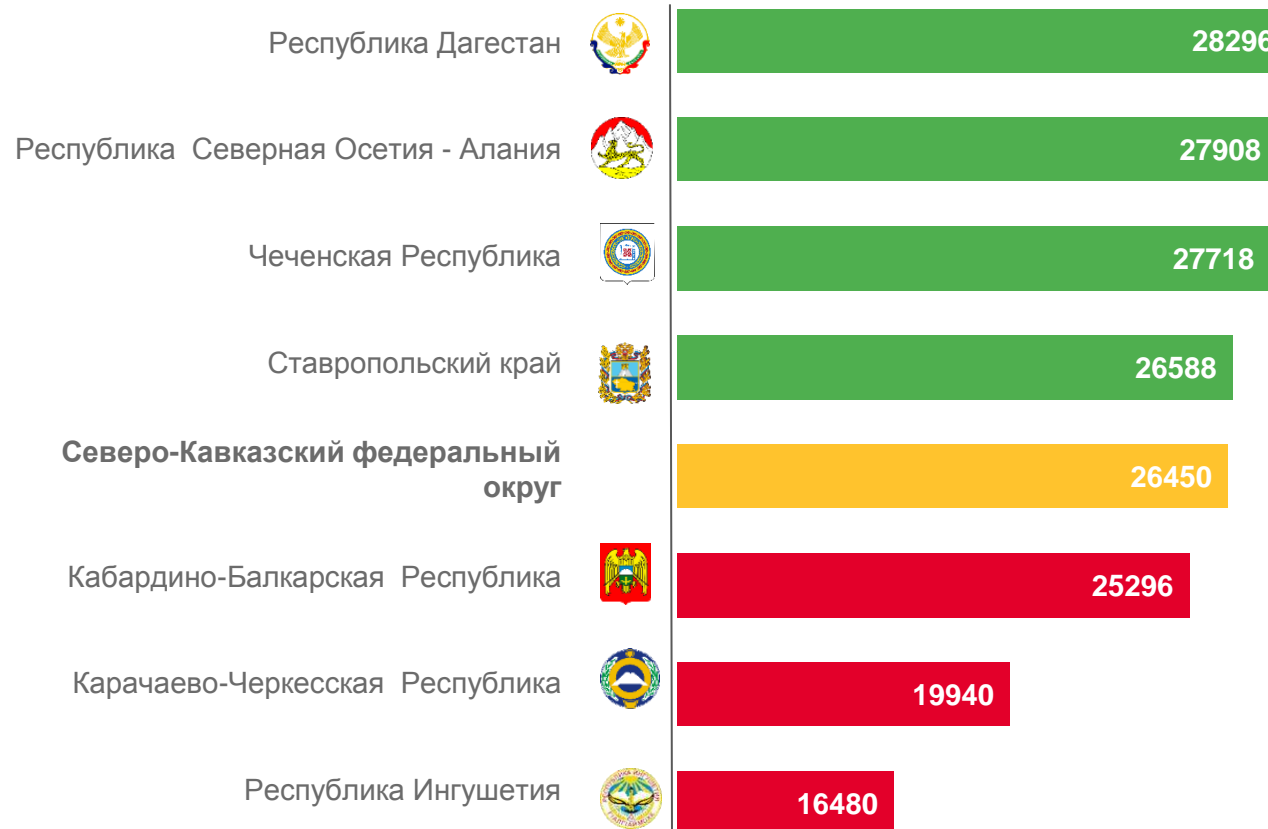 Республика Дагестан 28296
Республика Северная Осетия - Алания 27908
Чеченская Республика 27718
Ставропольский край 26588
Северо-Кавказский федеральный
округ 26450
Кабардино-Балкарская Республика 25296
Карачаево-Черкесская Республика 19940
Республика Ингушетия 16480